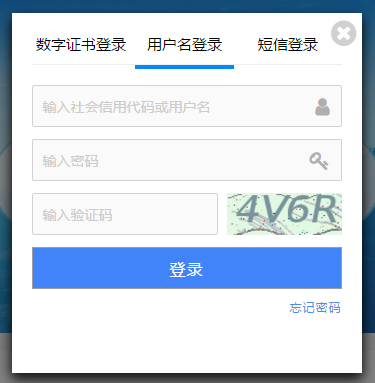 数字证书登录 用户名登录 短信登录
输入社会信用代码或用户名
输入密码
输入验证码 4V6R
登录
忘记密码